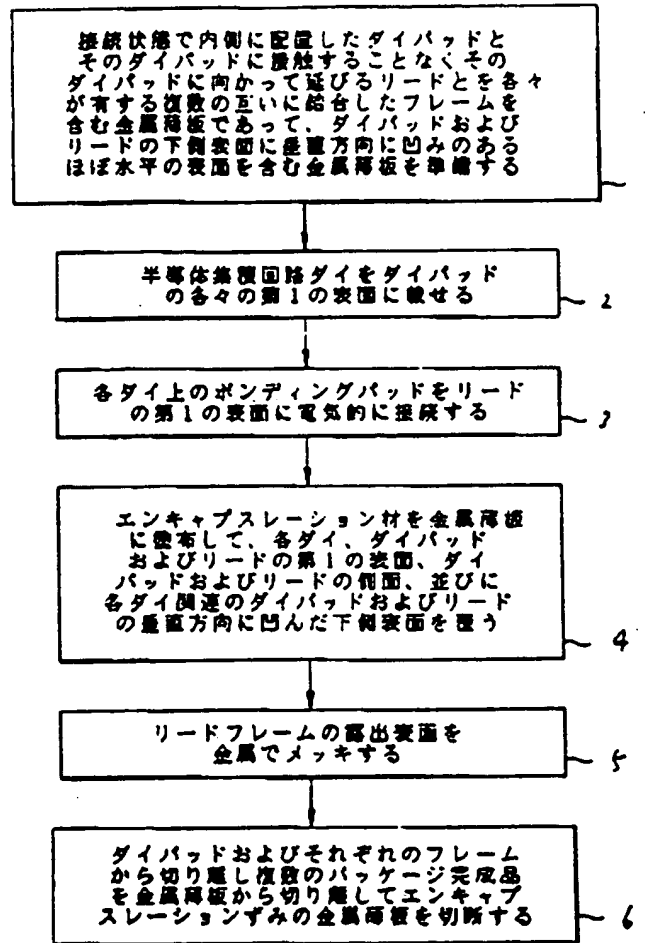 接続状態で内側に配置したダイパッドと
そのダイパッドに接触することなくその
ダイパッドに向かって延びるリードとを各々
が有する複数の互いに結合したフレームを
含む金属薄板であって、ダイパッドおよび
リードの下側表面に垂直方向に凹みのある
ほぼ水平の表面を含む金属薄板を準備する
半導体集積回路ダイをダイパッド
の各々の第1の表面に載せる
2
各ダイ上のボンディングパッドをリード
の第1の表面に電気的に接続する
3
エンキャプスレーション材を金属薄板
に塗布して、各ダイ、ダイパッド
およびリードの第1の表面、ダイ
パッドおよびリードの側面、並びに
各ダイ関連のダイパッドおよびリード
の垂直方向に凹んだ下側表面を覆う
4
リードフレームの露出表面を
金属でメッキする
5
ダイパッドおよびそれぞれのフレーム
から切り離し複数のパッケージ完成品
を金属薄板から切り離してエンキャプ
スレーションずみの金属薄板を切断する
6